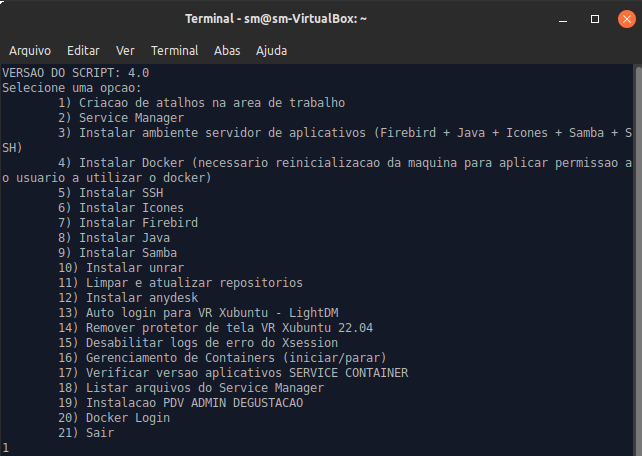 Terminal - sm@sm-VirtualBox: ~
Arquivo Editar Ver Terminal Abas Ajuda
VERSAO DO SCRIPT: 4.0
Selecione uma opcao:
1) Criacao de atalhos na area de trabalho
2) Service Manager
3) Instalar ambiente servidor de aplicativos (Firebird + Java + Icones + Samba + S
SH)
4) Instalar Docker (necessario reinicializacao da maquina para aplicar permissao a
o usuario a utilizar o docker)
5) Instalar SSH
6) Instalar Icones
7) Instalar Firebird
8) Instalar Java
9) Instalar Samba
10) Instalar unrar
11) Limpar e atualizar repositorios
12) Instalar anydesk
13) Auto login para VR Xubuntu - LightDM
14) Remover protetor de tela VR Xubuntu 22.04
15) Desabilitar logs de erro do Xsession
16) Gerenciamento de Containers (iniciar/parar)
17) Verificar versao aplicativos SERVICE CONTAINER
18) Listar arquivos do Service Manager
19) Instalacao PDV ADMIN DEGUSTACAO
20) Docker Login
21) Sair
1